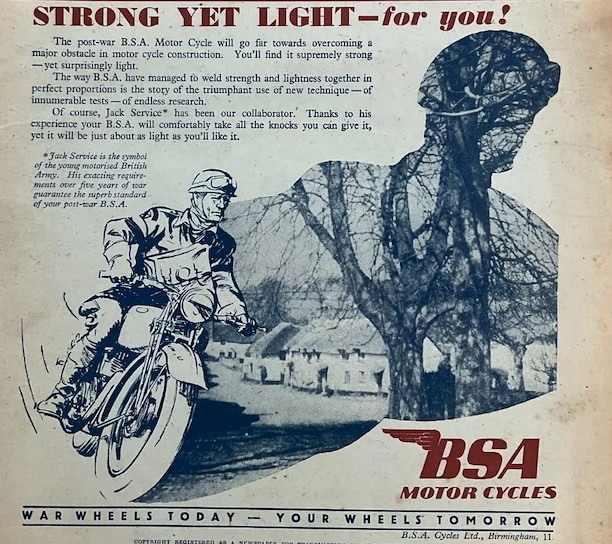 STRONG YET LIGHT—for you!
The post-war B.S.A. Motor Cycle will go far towards overcoming a
major obstacle in motor cycle construction. You'll find it supremely strong
—yet surprisingly light.
The way B.S.A. have managed to weld strength and lightness together in
perfect proportions is the story of the triumphant use of new technique—of
innumerable tests—of endless research.
Of course, Jack Service* has been our collaborator. Thanks to his
experience your B.S.A. will comfortably take all the knocks you can give it,
yet it will be just about as light as you'll like it.
*Jack Service is the symbol
of the young motorised British
Army. His exacting require-
ments over five years of war
guarantee the superb standard
of your post-war B.S.A.
BSA
MOTOR CYCLES
WAR WHEELS TODAY — YOUR WHEELS TOMORROW
B.S.A. Cycles Ltd., Birmingham, 11.
COPYRIGHT REGISTERED AS A NEWSPAPER FOR